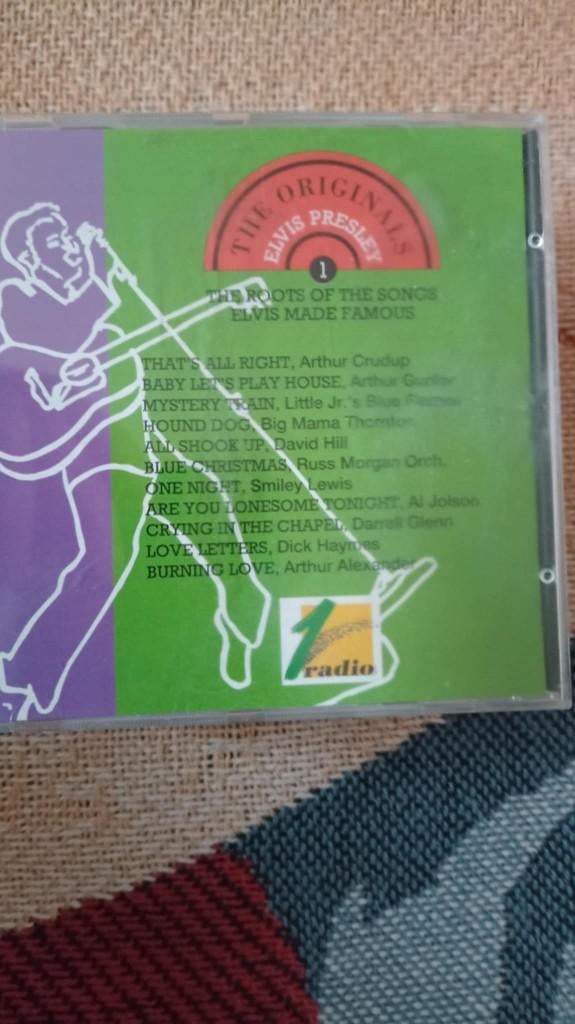 THE ORIGINALS
ELVIS PRESLEY
1
THE ROOTS OF THE SONGS
ELVIS MADE FAMOUS
THAT'S ALL RIGHT, Arthur Crudup
BABY LET'S PLAY HOUSE, Arthur Gunter
MYSTERY TRAIN, Little Jr.'s Blue Flames
HOUND DOG, Big Mama Thornton
ALL SHOOK UP, David Hill
BLUE CHRISTMAS, Russ Morgan Orch.
ONE NIGHT, Smiley Lewis
ARE YOU LONESOME TONIGHT, Al Jolson
CRYING IN THE CHAPEL, Darrell Glenn
LOVE LETTERS, Dick Haymes
BURNING LOVE, Arthur Alexander
1
radio